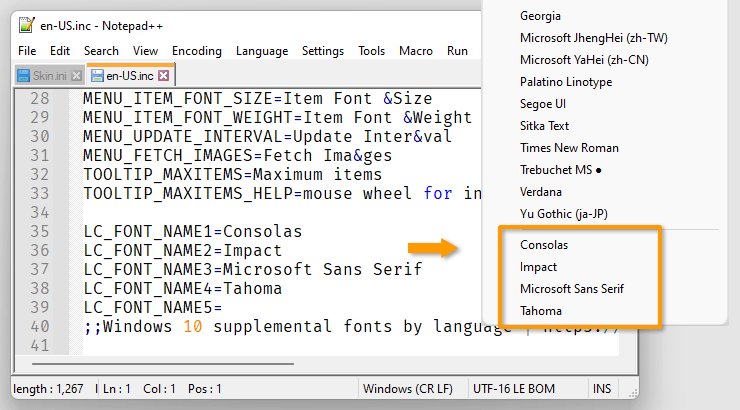 en-US.inc - Notepad++
File Edit Search View Encoding Language Settings Tools Macro Run
Skin.ini en-US.inc
28 MENU_ITEM_FONT_SIZE=Item Font &Size
29 MENU_ITEM_FONT_WEIGHT=Item Font &Weight
30 MENU_UPDATE_INTERVAL=Update Inter&val
31 MENU_FETCH_IMAGES=Fetch Ima&ges
32 TOOLTIP_MAXITEMS=Maximum items
33 TOOLTIP_MAXITEMS_HELP=mouse wheel for in
34
35 LC_FONT_NAME1=Consolas
36 LC_FONT_NAME2=Impact
37 LC_FONT_NAME3=Microsoft Sans Serif
38 LC_FONT_NAME4=Tahoma
39 LC_FONT_NAME5=
40 ;;Windows 10 supplemental fonts by language | https://
41
length : 1,267 l Ln : 1 Col : 1 Pos : 1 Windows (CR LF) UTF-16 LE BOM INS
Georgia
Microsoft JhengHei (zh-TW)
Microsoft YaHei (zh-CN)
Palatino Linotype
Segoe UI
Sitka Text
Times New Roman
Trebuchet MS ●
Verdana
Yu Gothic (ja-JP)
Consolas
Impact
Microsoft Sans Serif
Tahoma